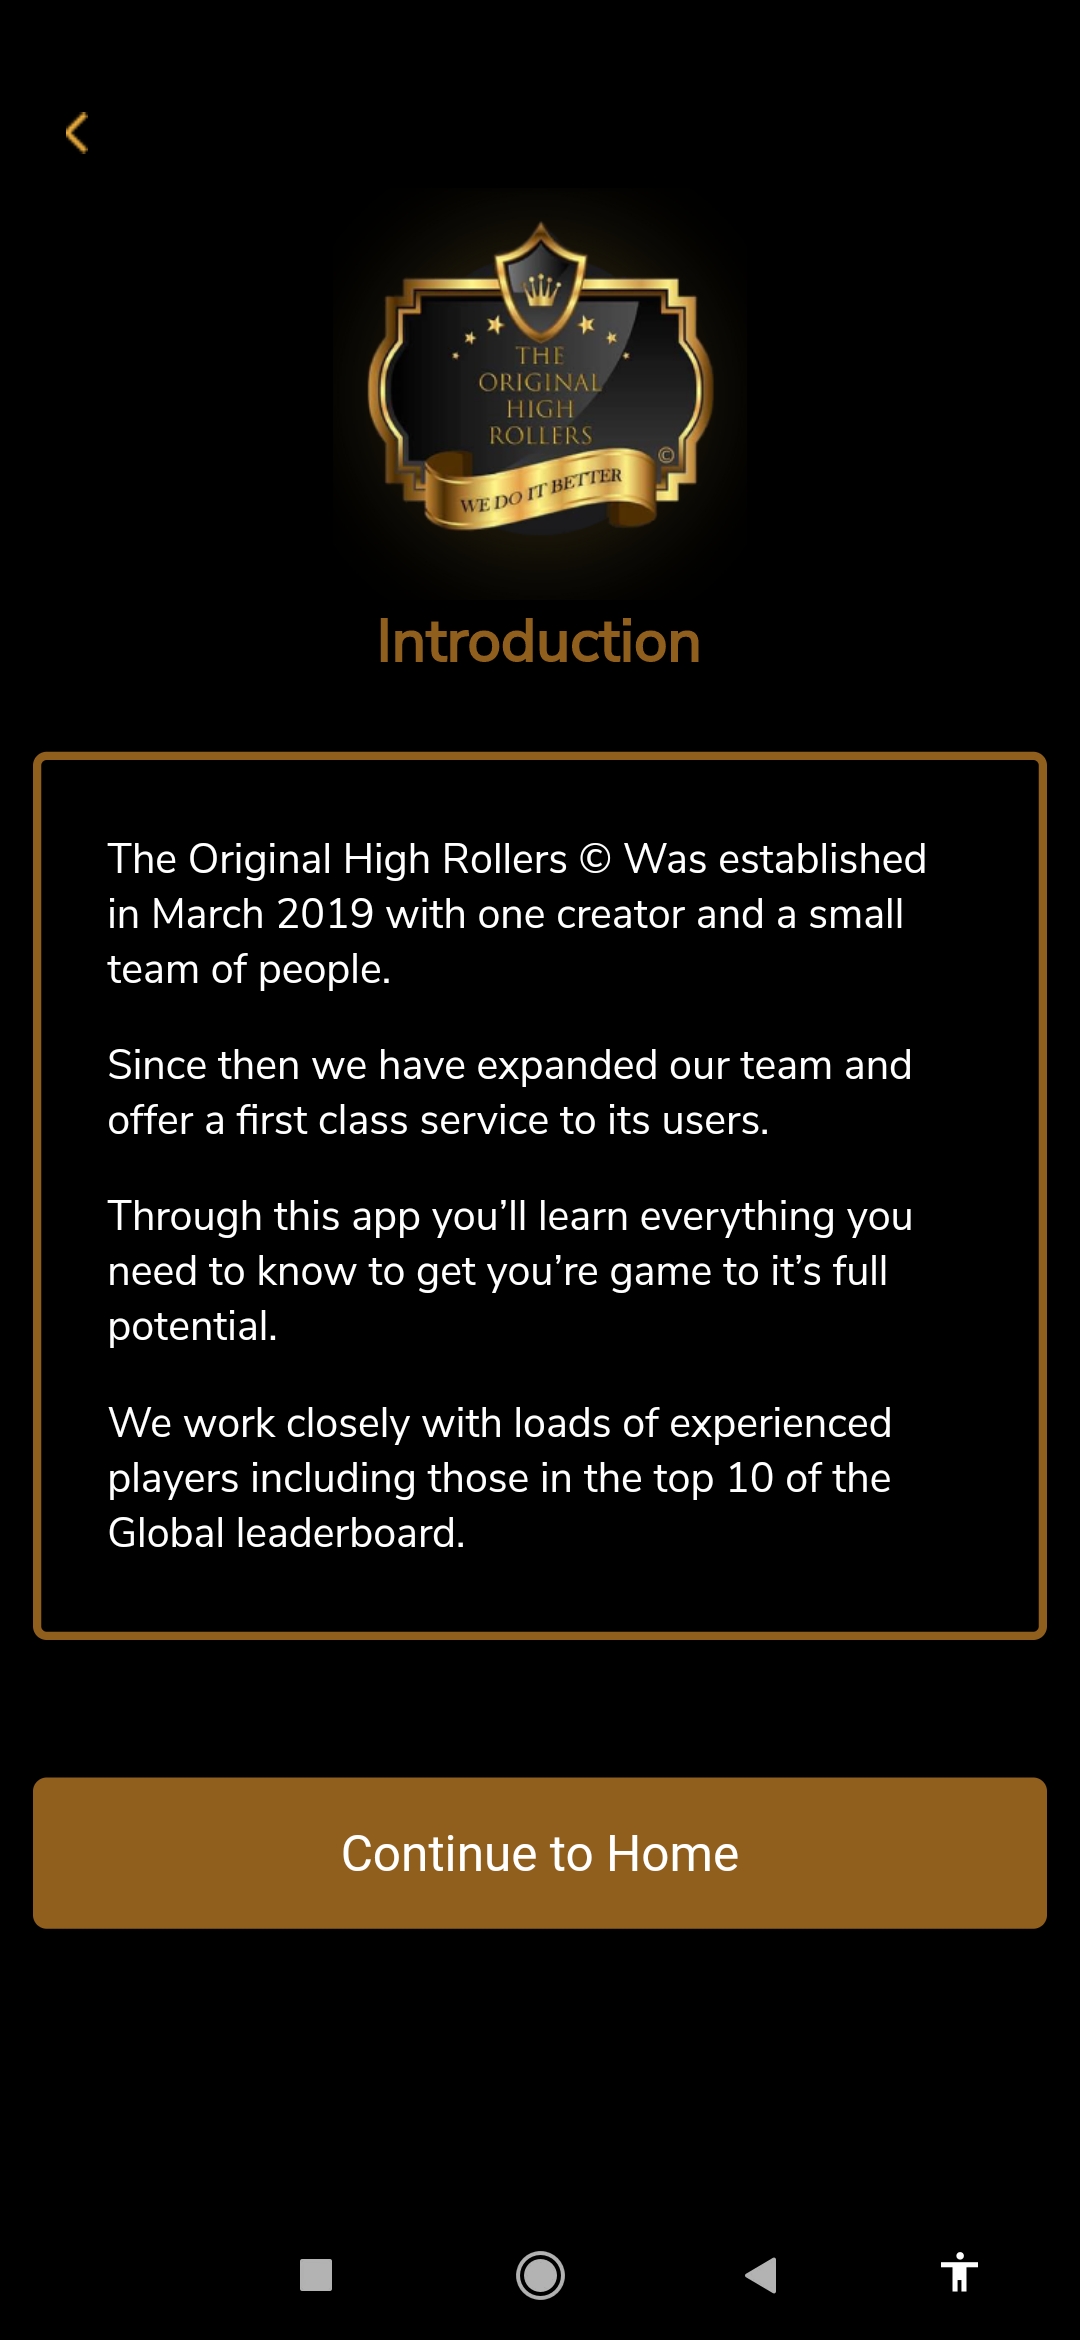 THE
ORIGINAL
HIGH
ROLLERS
©
WE DO IT BETTER
Introduction
The Original High Rollers © Was established
in March 2019 with one creator and a small
team of people.
Since then we have expanded our team and
offer a first class service to its users.
Through this app you’ll learn everything you
need to know to get you’re game to it’s full
potential.
We work closely with loads of experienced
players including those in the top 10 of the
Global leaderboard.
Continue to Home